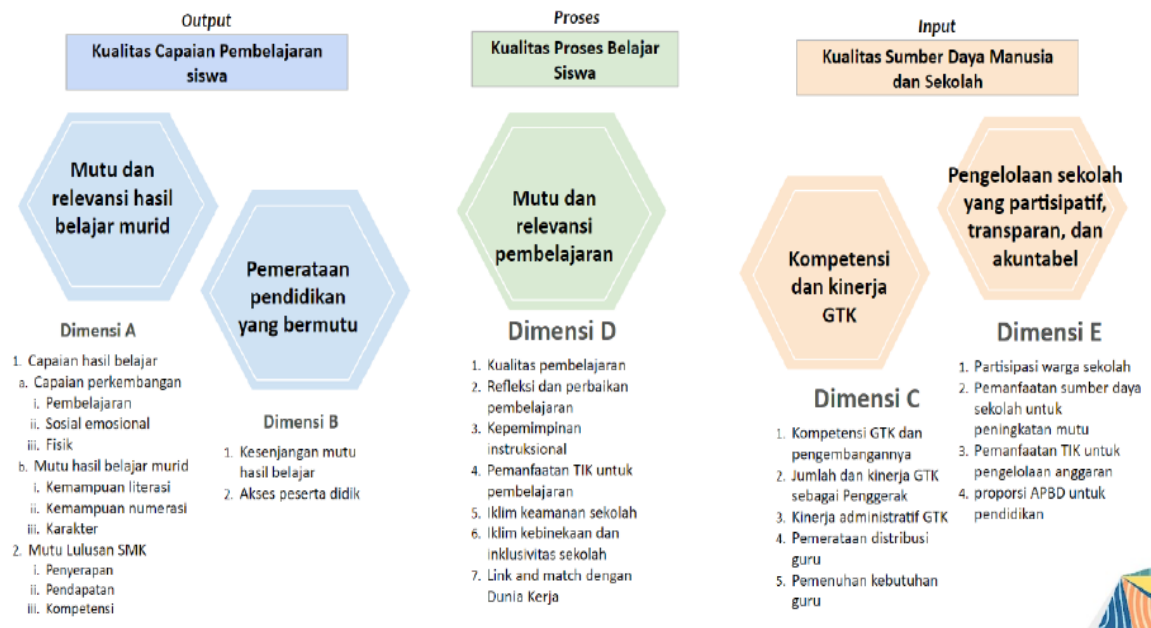 Output
Kualitas Capaian Pembelajaran
siswa
Mutu dan
relevansi hasil
belajar murid
Dimensi A
1. Capaian hasil belajar
a. Capaian perkembangan
i. Pembelajaran
ii. Sosial emosional
iii. Fisik
b. Mutu hasil belajar murid
i. Kemampuan literasi
ii. Kemampuan numerasi
iii. Karakter
2. Mutu Lulusan SMK
i. Penyerapan
ii. Pendapatan
iii. Kompetensi
Pemerataan
pendidikan
yang bermutu
Dimensi B
1. Kesenjangan mutu
hasil belajar
2. Akses peserta didik
Proses
Kualitas Proses Belajar
Siswa
Mutu dan
relevansi
pembelajaran
Dimensi D
1. Kualitas pembelajaran
2. Refleksi dan perbaikan
pembelajaran
3. Kepemimpinan
instruksional
4. Pemanfaatan TIK untuk
pembelajaran
5. Iklim keamanan sekolah
6. Iklim kebinekaan dan
inklusivitas sekolah
7. Link and match dengan
Dunia Kerja
Input
Kualitas Sumber Daya Manusia
dan Sekolah
Kompetensi
dan kinerja
GTK
Dimensi C
1. Kompetensi GTK dan
pengembangannya
2. Jumlah dan kinerja GTK
sebagai Penggerak
3. Kinerja administratif GTK
4. Pemerataan distribusi
guru
5. Pemenuhan kebutuhan
guru
Pengelolaan sekolah
yang partisipatif,
transparan, dan
akuntabel
Dimensi E
1. Partisipasi warga sekolah
2. Pemanfaatan sumber daya
sekolah untuk
peningkatan mutu
3. Pemanfaatan TIK untuk
pengelolaan anggaran
4. proporsi APBD untuk
pendidikan